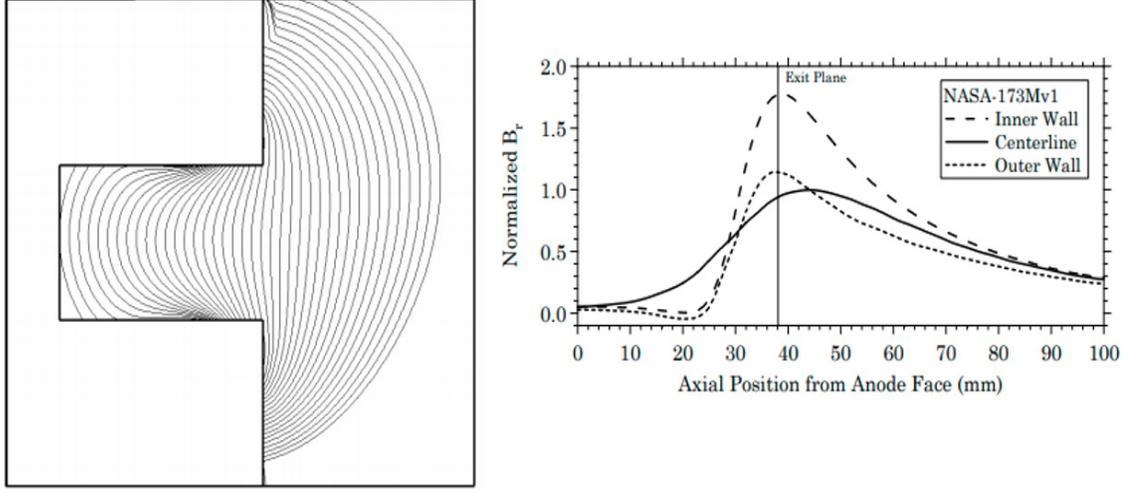 2.0
Exit Plane
NASA-173Mv1
Inner Wall
Centerline
Outer Wall
1.5
1.0
0.5
0.0
Normalized Br
0 10 20 30 40 50 60 70 80 90 100
Axial Position from Anode Face (mm)